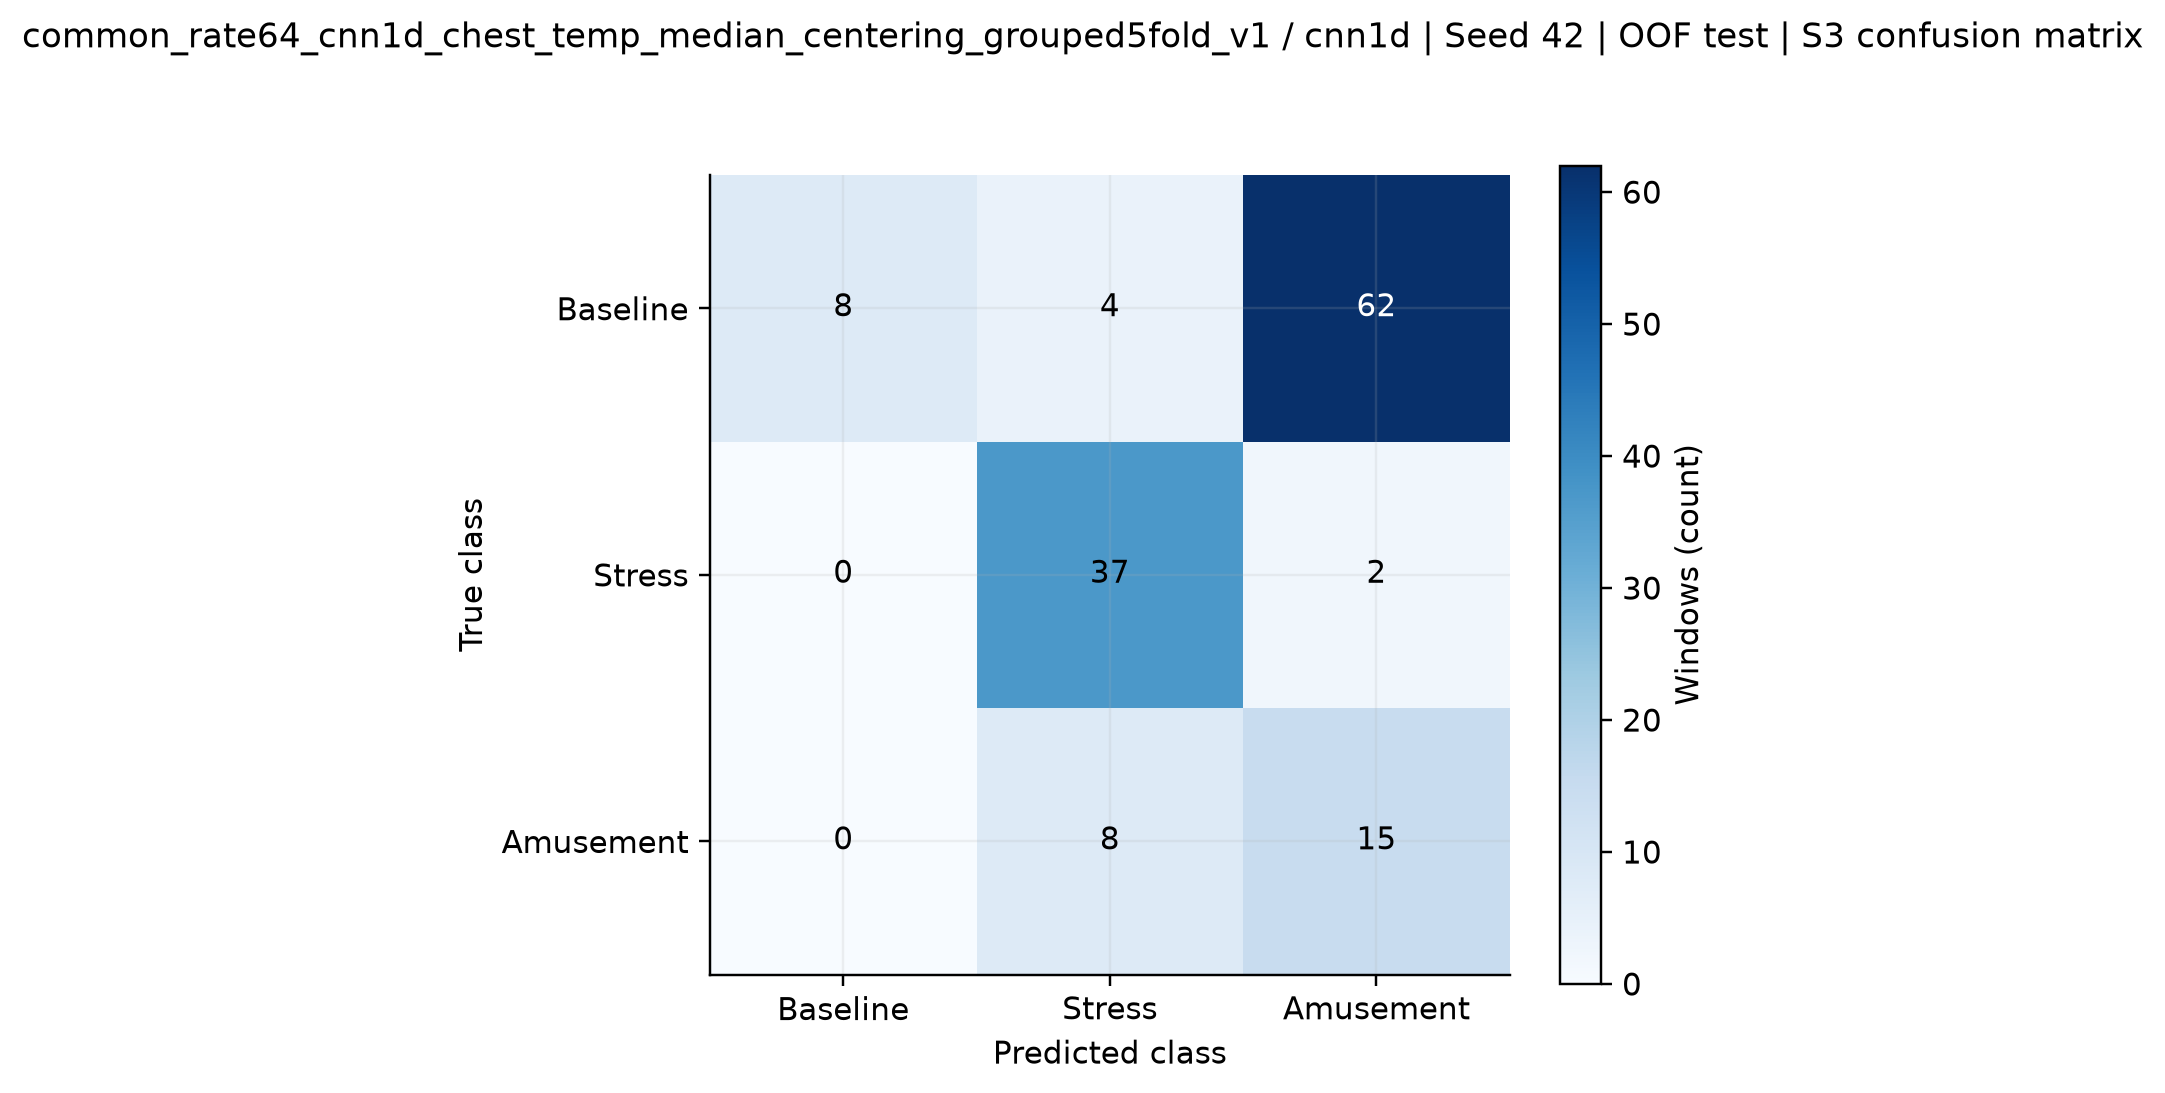 common_rate64_cnn1d_chest_temp_median_centering_grouped5fold_v1 / cnn1d | Seed 42 | OOF test | S3 confusion matrix
Baseline
8
4
62
Stress
0
37
2
Amusement
0
8
15
True class
Baseline
Stress
Amusement
Predicted class
60
50
40
30
20
10
0
Windows (count)